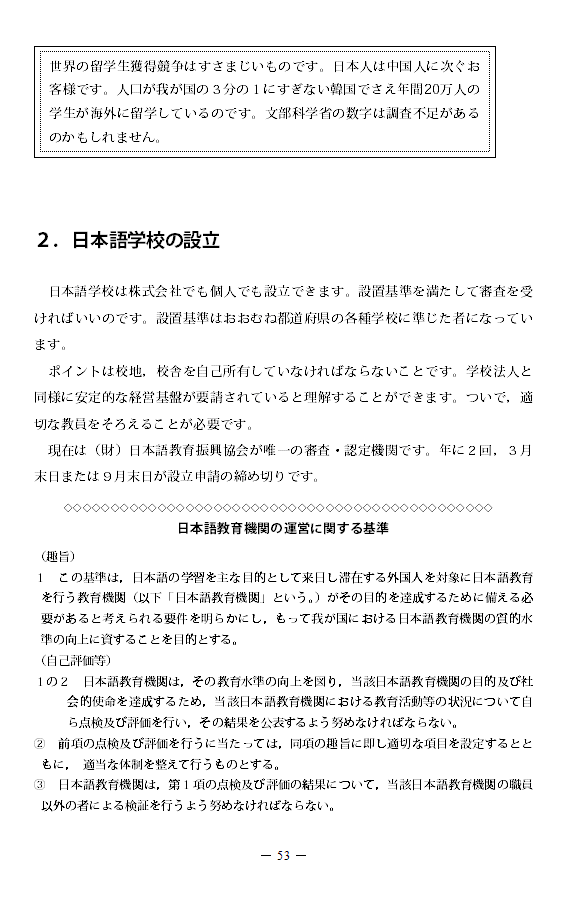 世界の留学生獲得競争はすさまじいものです。日本人は中国人に次ぐお
客様です。人口が我が国の３分の１にすぎない韓国でさえ年間20万人の
学生が海外に留学しているのです。文部科学省の数字は調査不足がある
のかもしれません。
２．日本語学校の設立
日本語学校は株式会社でも個人でも設立できます。設置基準を満たして審査を受
ければいいのです。設置基準はおおむね都道府県の各種学校に準じた者になってい
ます。
ポイントは校地，校舎を自己所有していなければならないことです。学校法人と
同様に安定的な経営基盤が要請されていると理解することができます。ついで，適
切な教員をそろえることが必要です。
現在は（財）日本語教育振興協会が唯一の審査・認定機関です。年に２回，３月
末日または９月末日が設立申請の締め切りです。
◇◇◇◇◇◇◇◇◇◇◇◇◇◇◇◇◇◇◇◇◇◇◇◇◇◇◇◇◇◇◇◇◇◇◇◇◇◇◇◇◇◇◇◇◇
日本語教育機関の運営に関する基準
（趣旨）
１　この基準は，日本語の学習を主な目的として来日し滞在する外国人を対象に日本語教育
を行う教育機関（以下「日本語教育機関」という。）がその目的を達成するために備える必
要があると考えられる要件を明らかにし，もって我が国における日本語教育機関の質的水
準の向上に資することを目的とする。
（自己評価等）
１の２　日本語教育機関は，その教育水準の向上を図り，当該日本語教育機関の目的及び社
会的使命を達成するため，当該日本語教育機関における教育活動等の状況について自
ら点検及び評価を行い，その結果を公表するよう努めなければならない。
②　前項の点検及び評価を行うに当たっては，同項の趣旨に即し適切な項目を設定するとと
もに，　適当な体制を整えて行うものとする。
③　日本語教育機関は，第１項の点検及び評価の結果について，当該日本語教育機関の職員
以外の者による検証を行うよう努めなければならない。
― 53 ―